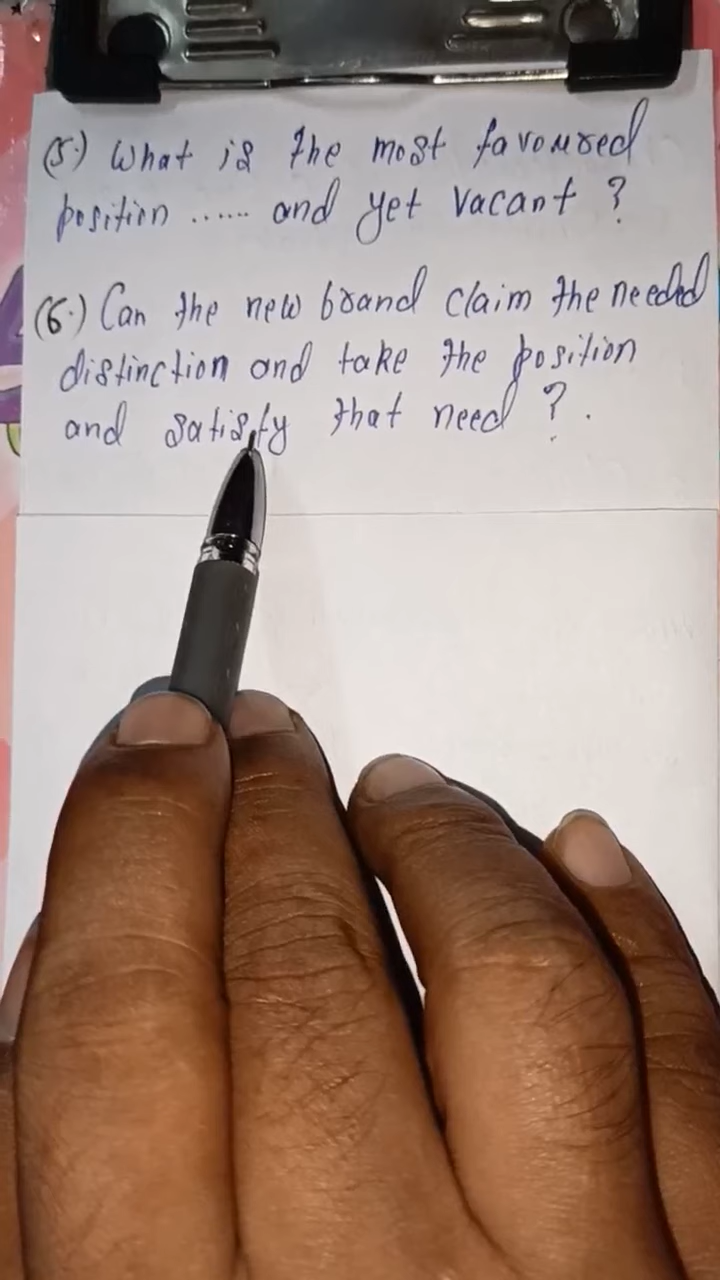 (5.) What is the most favoured
position ...... and yet vacant ?
(6.) Can the new brand claim the needed
distinction and take the position
and satisfy that need ? .